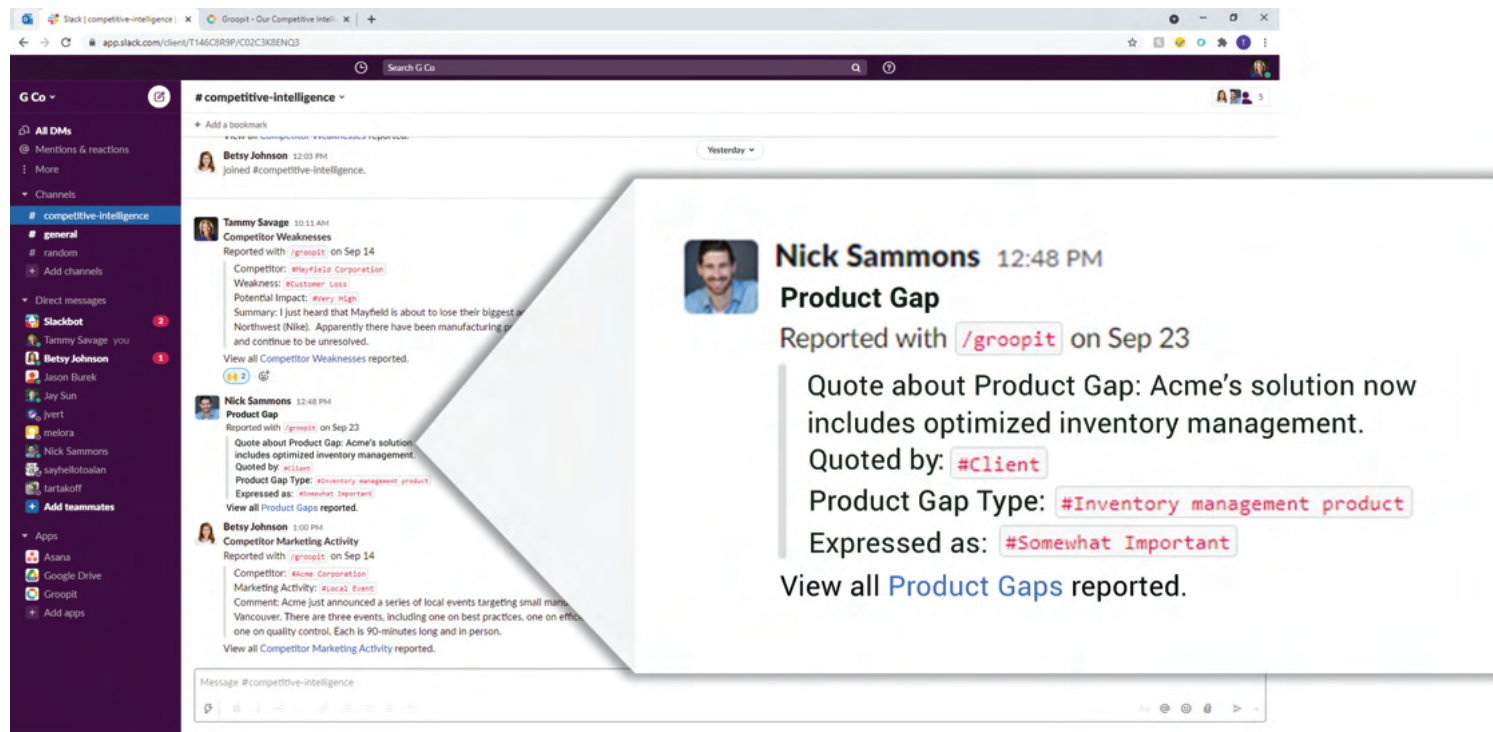 Slack | competitive-intelligence |
Groopit - Our Competitive Intelli
app.slack.com/client/T146C8R9P/C02C3K8ENQ3
Search G Co
G Co
# competitive-intelligence
5
+ Add a bookmark
All DMs
Mentions & reactions
More
Channels
# competitive-intelligence
# general
# random
+ Add channels
Direct messages
Slackbot 2
Tammy Savage you
Betsy Johnson 1
Jason Burek
Jay Sun
jvert
melora
Nick Sammons
sayhellotoalan
tartakoff
+ Add teammates
Apps
Asana
Google Drive
Groopit
+ Add apps
View all Competitor Weaknesses reported.
Yesterday
Betsy Johnson 12:03 PM
joined #competitive-intelligence.
Tammy Savage 10:11 AM
Competitor Weaknesses
Reported with /groopit on Sep 14
Competitor: #Mayfield Corporation
Weakness: #Customer Loss
Potential Impact: #Very High
Summary: I just heard that Mayfield is about to lose their biggest
Northwest (Nike). Apparently there have been manufacturing
and continue to be unresolved.
View all Competitor Weaknesses reported.
2
Nick Sammons 12:48 PM
Product Gap
Reported with /groopit on Sep 23
Quote about Product Gap: Acme's solution
includes optimized inventory management.
Quoted by: #Client
Product Gap Type: #Inventory management product
Expressed as: #Somewhat Important
View all Product Gaps reported.
Betsy Johnson 1:00 PM
Competitor Marketing Activity
Reported with /groopit on Sep 14
Competitor: #Acme Corporation
Marketing Activity: #Local Event
Comment: Acme just announced a series of local events targeting small
Vancouver. There are three events, including one on best practices, one on
one on quality control. Each is 90-minutes long and in person.
View all Competitor Marketing Activity reported.
Message #competitive-intelligence
Nick Sammons 12:48 PM
Product Gap
Reported with /groopit on Sep 23
Quote about Product Gap: Acme's solution now
includes optimized inventory management.
Quoted by: #Client
Product Gap Type: #Inventory management product
Expressed as: #Somewhat Important
View all Product Gaps reported.